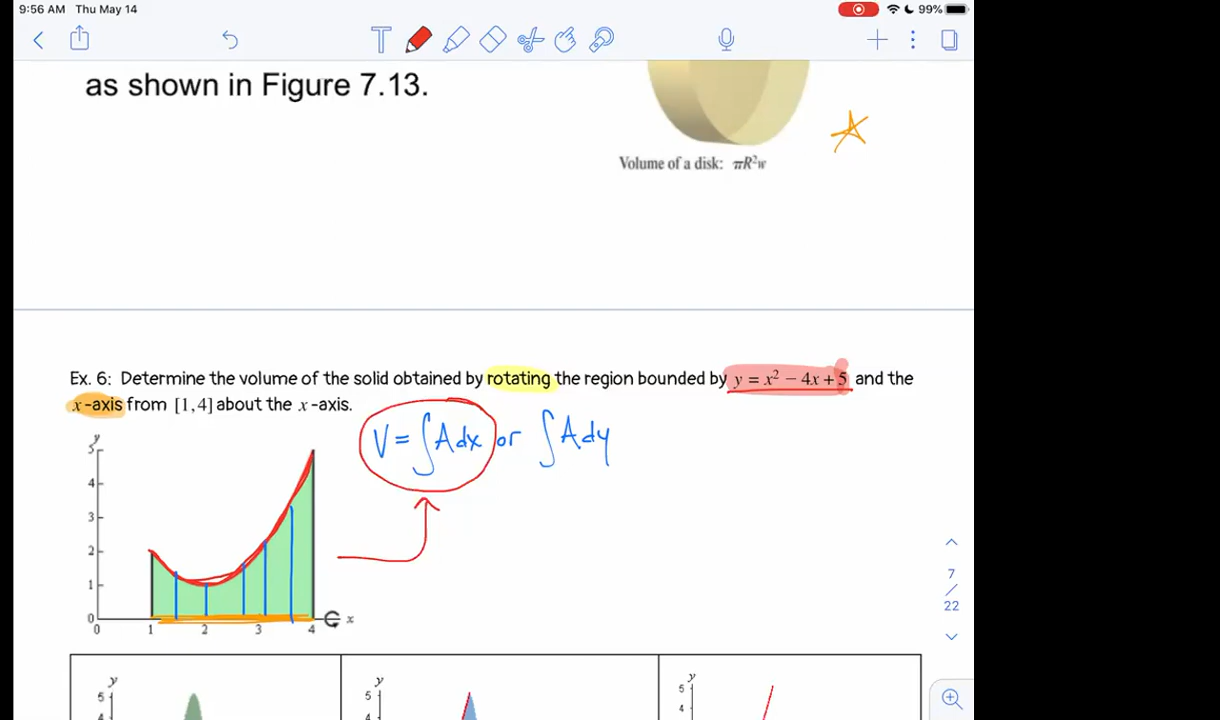 9:56 AM Thu May 14
99%
as shown in Figure 7.13.
Volume of a disk: πR²w
Ex. 6: Determine the volume of the solid obtained by rotating the region bounded by y = x² − 4x + 5 and the
x-axis from [1,4] about the x-axis.
V = ∫A dx or ∫A dy
y
5
4
3
2
1
0
0 1 2 3 4 x
7
/
22
y
5
4
y
5
4
y
5
4